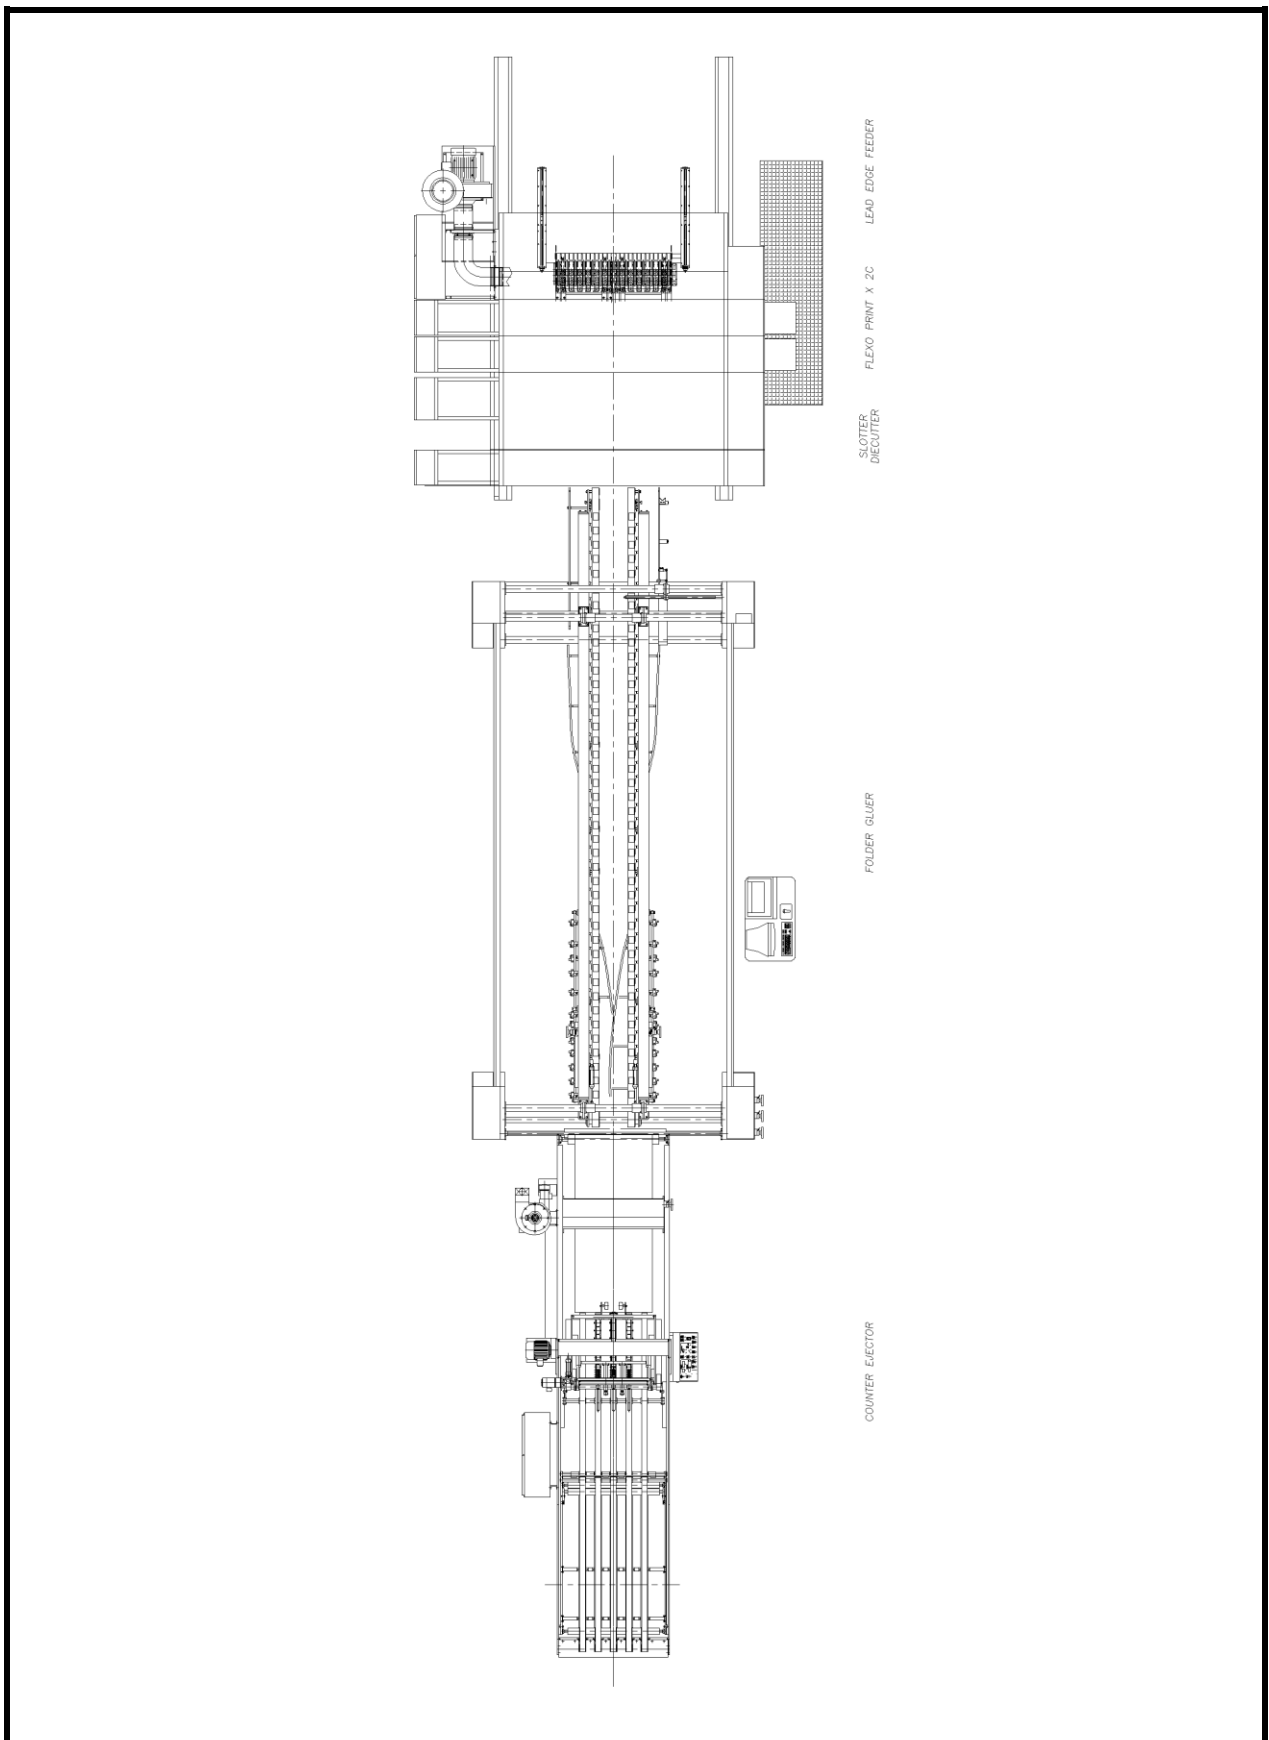 LEAD EDGE FEEDER
FLEXO PRINT X 2C
SLOTTER
DIECUTTER
FOLDER GLUER
COUNTER EJECTOR